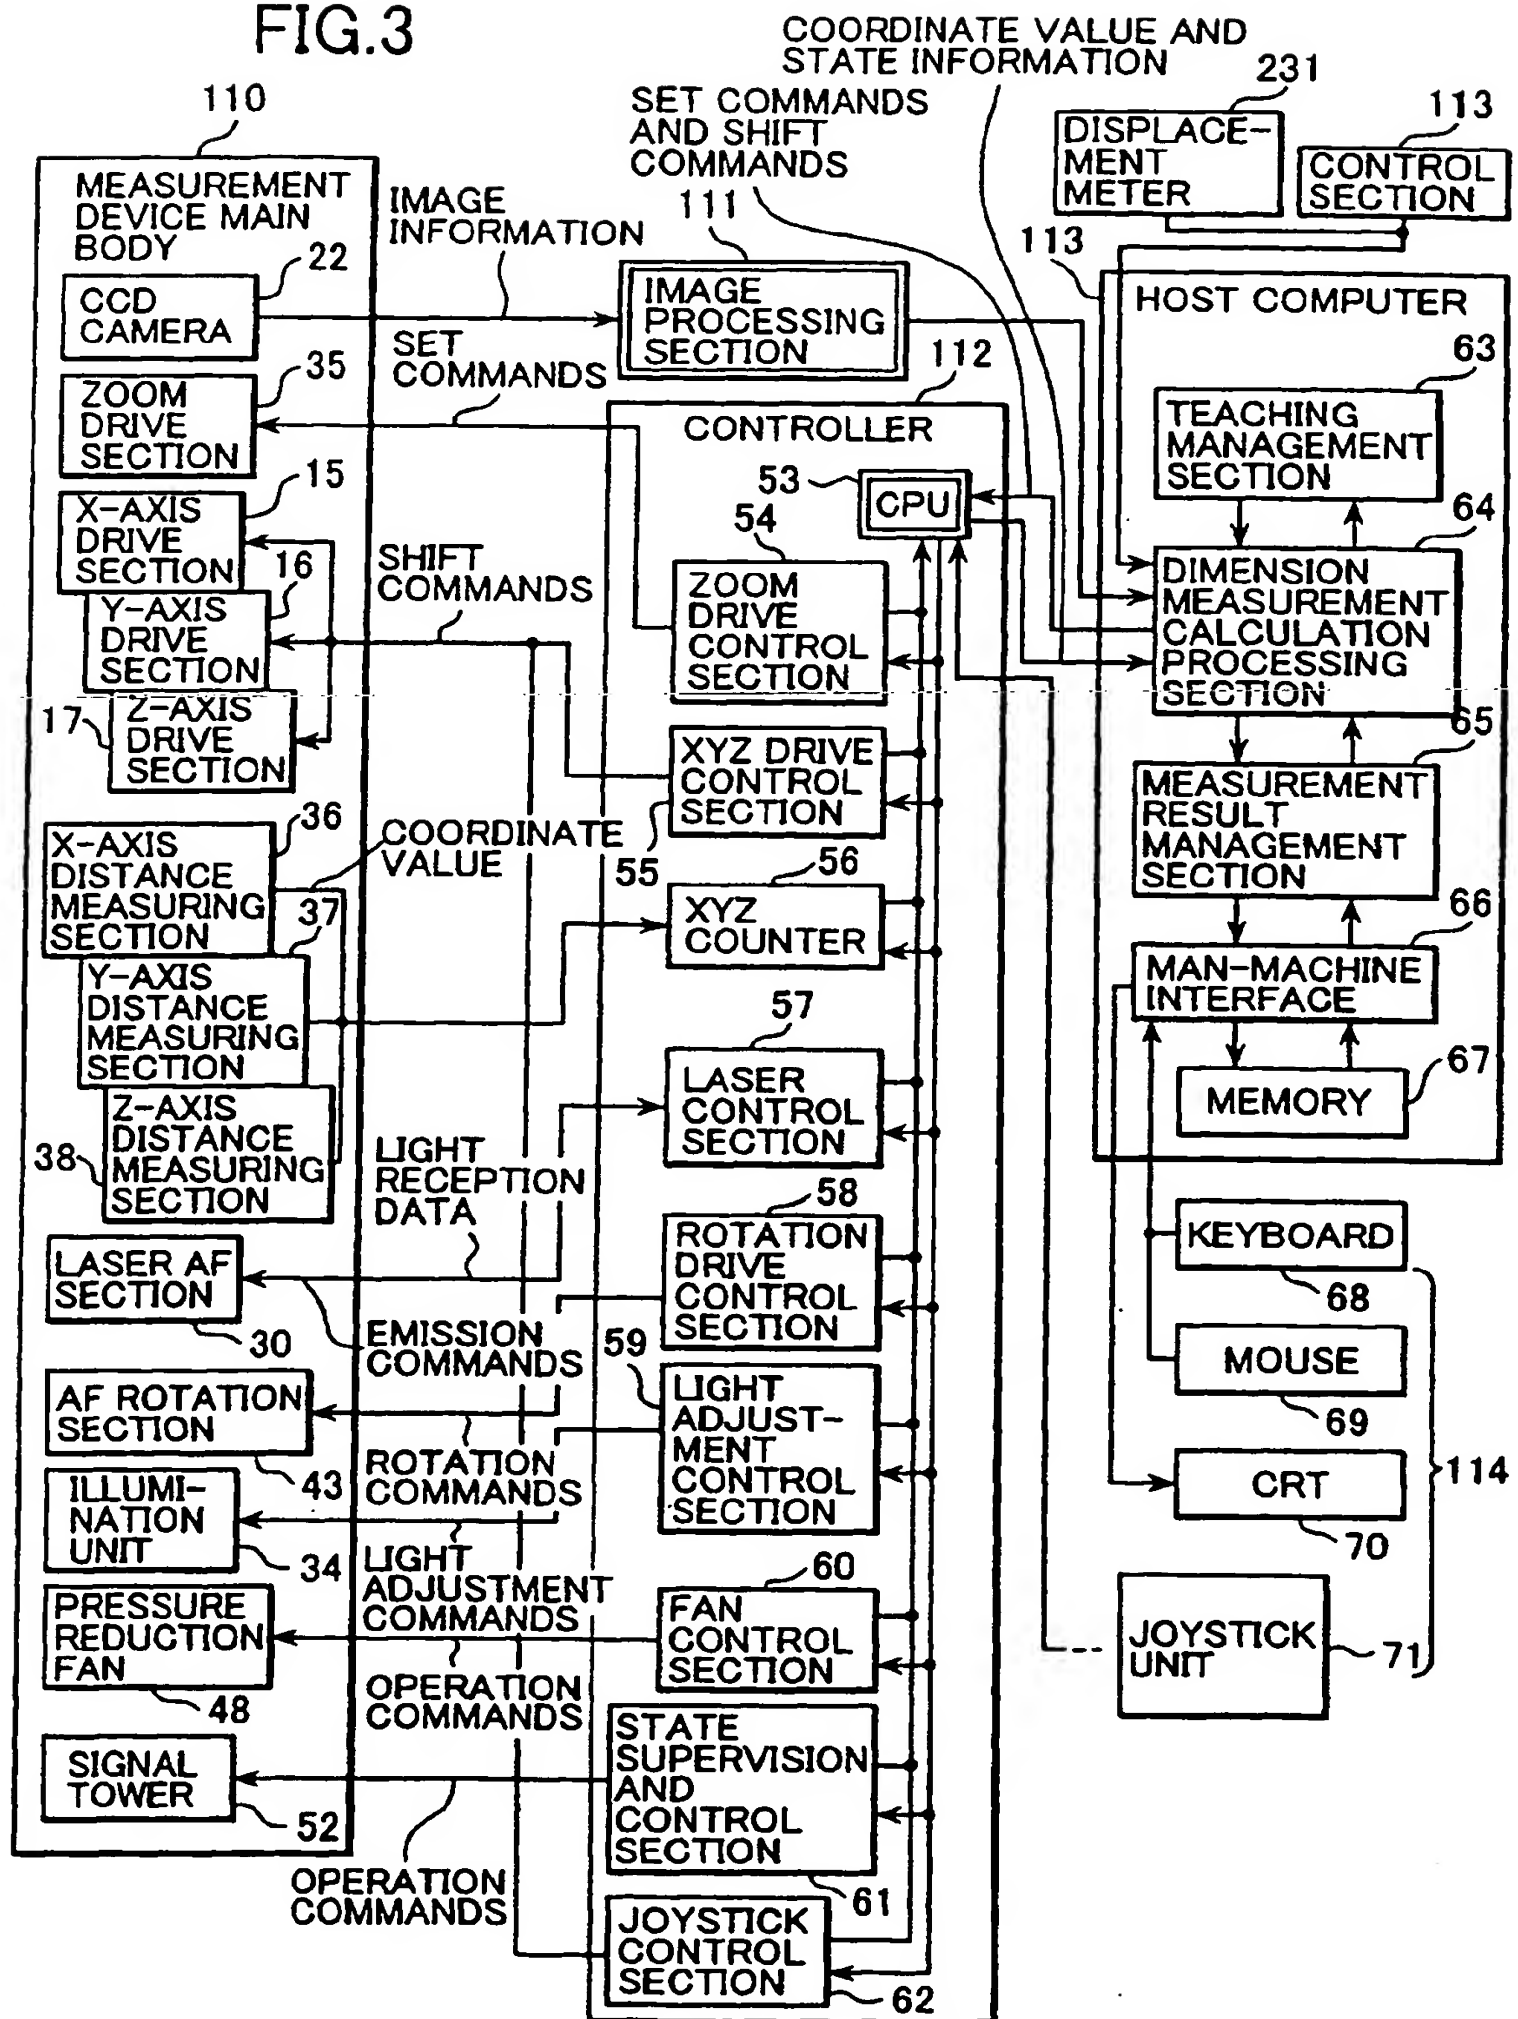 FIG.3
COORDINATE VALUE AND
STATE INFORMATION
SET COMMANDS
AND SHIFT
COMMANDS
231
DISPLACE-
MENT
METER
113
CONTROL
SECTION
110
MEASUREMENT
DEVICE MAIN
BODY
IMAGE
INFORMATION
111
IMAGE
PROCESSING
SECTION
113
HOST COMPUTER
22
CCD
CAMERA
SET
COMMANDS
35
ZOOM
DRIVE
SECTION
112
CONTROLLER
53
CPU
63
TEACHING
MANAGEMENT
SECTION
15
X-AXIS
DRIVE
SECTION
16
Y-AXIS
DRIVE
SECTION
17
Z-AXIS
DRIVE
SECTION
SHIFT
COMMANDS
54
ZOOM
DRIVE
CONTROL
SECTION
64
DIMENSION
MEASUREMENT
CALCULATION
PROCESSING
SECTION
XYZ DRIVE
CONTROL
SECTION
55
65
MEASUREMENT
RESULT
MANAGEMENT
SECTION
36
X-AXIS
DISTANCE
MEASURING
SECTION
COORDINATE
VALUE
37
Y-AXIS
DISTANCE
MEASURING
SECTION
38
Z-AXIS
DISTANCE
MEASURING
SECTION
56
XYZ
COUNTER
66
MAN-MACHINE
INTERFACE
67
MEMORY
57
LASER
CONTROL
SECTION
LIGHT
RECEPTION
DATA
LASER AF
SECTION
30
EMISSION
COMMANDS
58
ROTATION
DRIVE
CONTROL
SECTION
KEYBOARD
68
MOUSE
69
CRT
70
114
JOYSTICK
UNIT
71
AF ROTATION
SECTION
43
ROTATION
COMMANDS
59
LIGHT
ADJUST-
MENT
CONTROL
SECTION
ILLUMI-
NATION
UNIT
34
LIGHT
ADJUSTMENT
COMMANDS
60
FAN
CONTROL
SECTION
PRESSURE
REDUCTION
FAN
48
OPERATION
COMMANDS
STATE
SUPERVISION
AND
CONTROL
SECTION
61
SIGNAL
TOWER
52
OPERATION
COMMANDS
JOYSTICK
CONTROL
SECTION
62